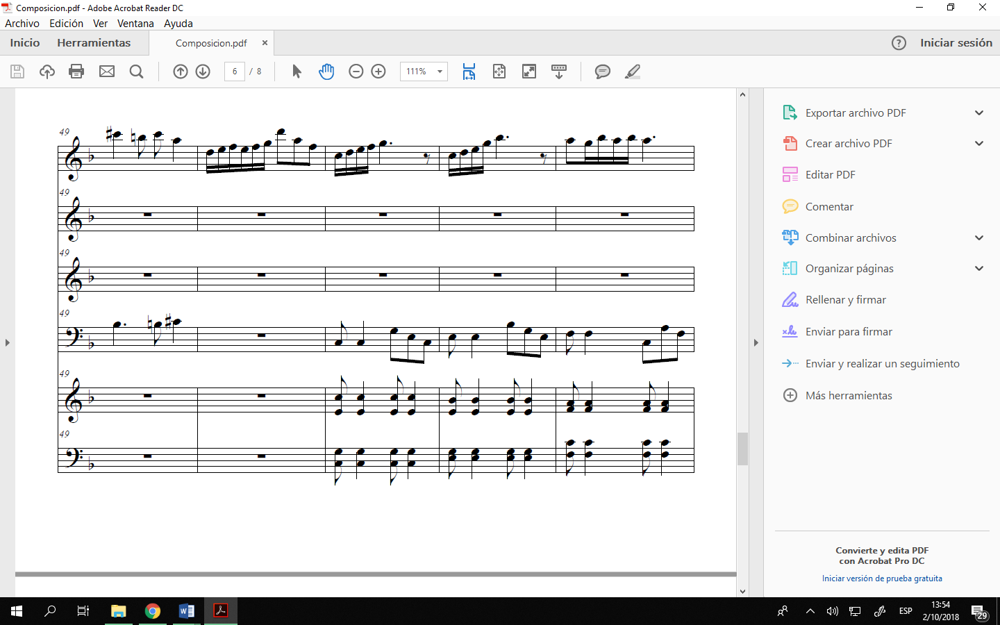 Composicion.pdf - Adobe Acrobat Reader DC
Archivo Edición Ver Ventana Ayuda
Inicio Herramientas Composicion.pdf × ? Iniciar sesión
6 / 8 111%
49
49
49
49
49
49
Exportar archivo PDF
Crear archivo PDF
Editar PDF
Comentar
Combinar archivos
Organizar páginas
Rellenar y firmar
Enviar para firmar
Enviar y realizar un seguimiento
Más herramientas
Convierte y edita PDF
con Acrobat Pro DC
Iniciar versión de prueba gratuita
ESP
13:54
2/10/2018
29